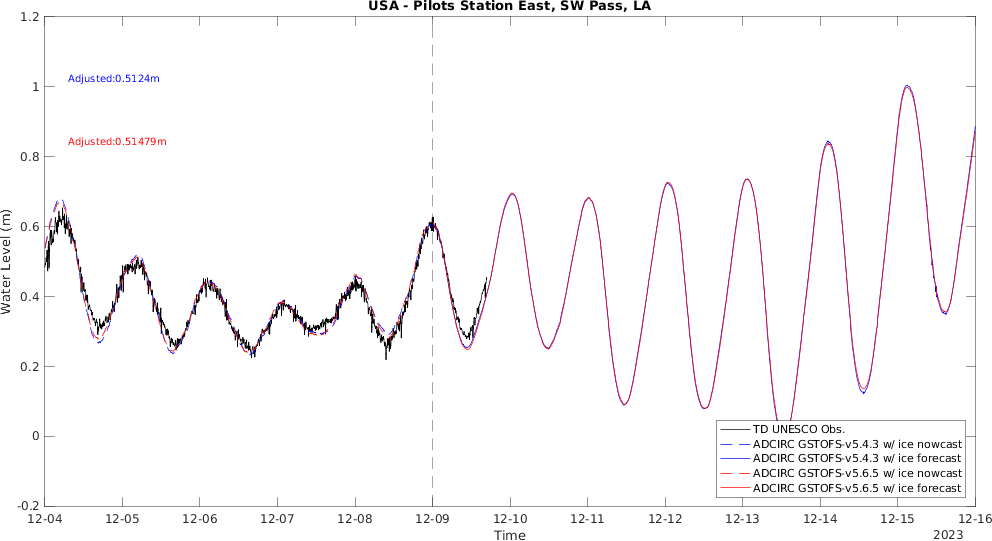 USA - Pilots Station East, SW Pass, LA
1.2
1
0.8
0.6
0.4
0.2
0
-0.2
Water Level (m)
Adjusted:0.5124m
Adjusted:0.51479m
TD UNESCO Obs.
ADCIRC GSTOFS-v5.4.3 w/ ice nowcast
ADCIRC GSTOFS-v5.4.3 w/ ice forecast
ADCIRC GSTOFS-v5.6.5 w/ ice nowcast
ADCIRC GSTOFS-v5.6.5 w/ ice forecast
12-04 12-05 12-06 12-07 12-08 12-09 12-10 12-11 12-12 12-13 12-14 12-15 12-16
Time
2023